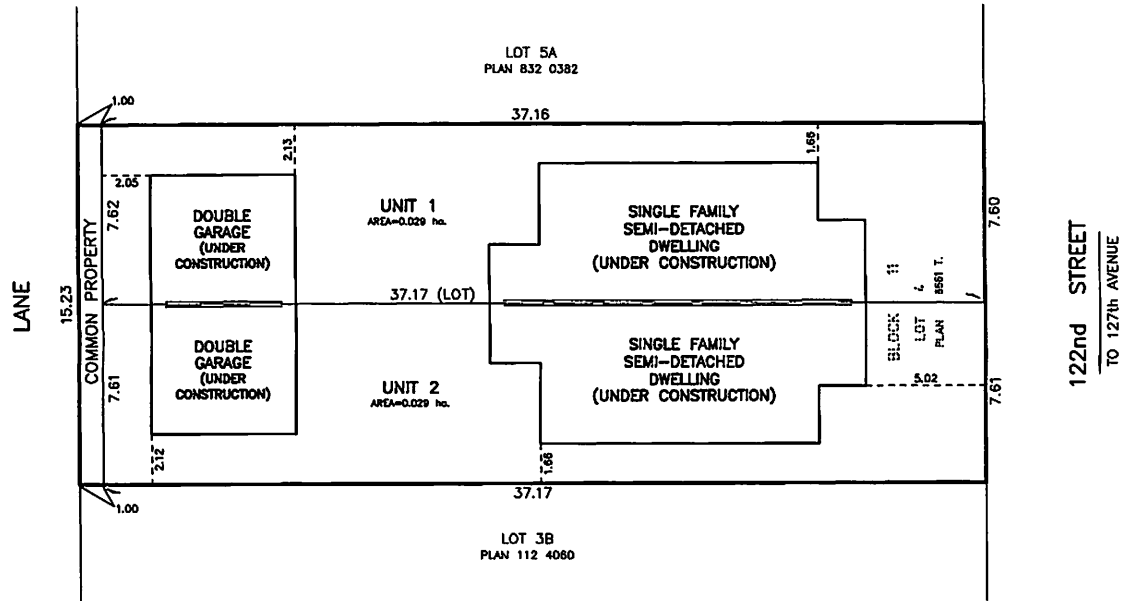 LOT 5A
PLAN 832 0382
1.00
37.16
2.13
1.66
2.05
7.62
DOUBLE
GARAGE
(UNDER
CONSTRUCTION)
UNIT 1
AREA=0.029 ha.
SINGLE FAMILY
SEMI-DETACHED
DWELLING
(UNDER CONSTRUCTION)
7.60
LANE
15.23
COMMON PROPERTY
37.17 (LOT)
BLOCK 11
LOT 4
PLAN 8661 T.
122nd STREET
TO 127th AVENUE
7.61
DOUBLE
GARAGE
(UNDER
CONSTRUCTION)
UNIT 2
AREA=0.029 ha.
SINGLE FAMILY
SEMI-DETACHED
DWELLING
(UNDER CONSTRUCTION)
5.02
7.61
2.12
1.66
1.00
37.17
LOT 3B
PLAN 112 4060